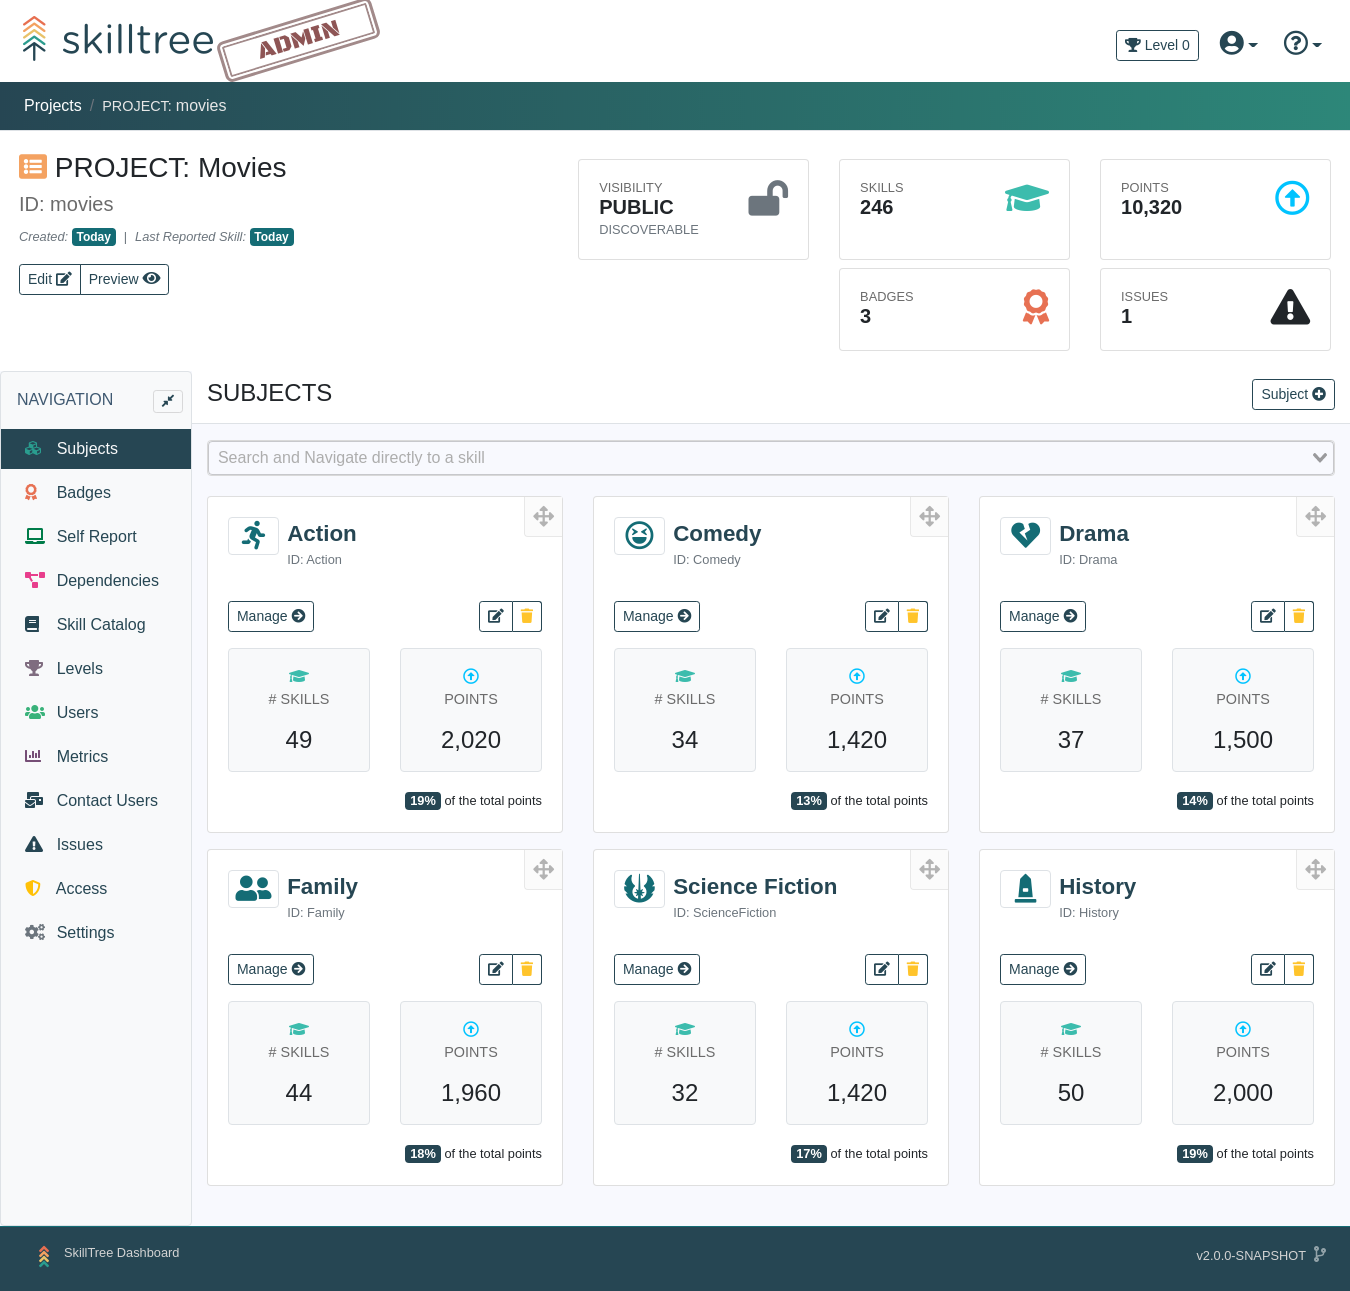 skilltree
ADMIN
Level 0
Projects / PROJECT: movies
PROJECT: Movies
ID: movies
Created: Today | Last Reported Skill: Today
Edit Preview
VISIBILITY
PUBLIC
DISCOVERABLE
SKILLS
246
POINTS
10,320
BADGES
3
ISSUES
1
NAVIGATION
Subjects
Badges
Self Report
Dependencies
Skill Catalog
Levels
Users
Metrics
Contact Users
Issues
Access
Settings
SUBJECTS
Subject
Search and Navigate directly to a skill
Action
ID: Action
Manage
# SKILLS
49
POINTS
2,020
19% of the total points
Comedy
ID: Comedy
Manage
# SKILLS
34
POINTS
1,420
13% of the total points
Drama
ID: Drama
Manage
# SKILLS
37
POINTS
1,500
14% of the total points
Family
ID: Family
Manage
# SKILLS
44
POINTS
1,960
18% of the total points
Science Fiction
ID: ScienceFiction
Manage
# SKILLS
32
POINTS
1,420
17% of the total points
History
ID: History
Manage
# SKILLS
50
POINTS
2,000
19% of the total points
SkillTree Dashboard
v2.0.0-SNAPSHOT